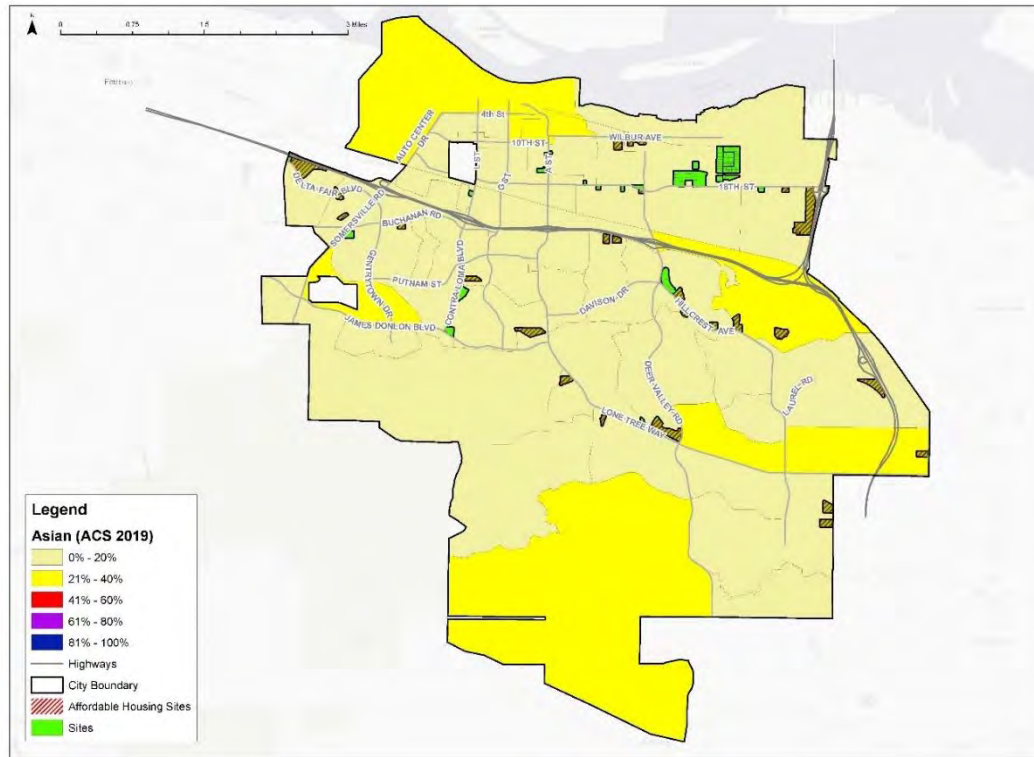 0 0.75 1.5 3 Miles
4th St
AUTO CENTER DR
10TH ST
WILBUR AVE
L ST
C ST
A ST
18TH ST
DELTA FAIR BLVD
SOMERSVILLE RD
BUCHANAN RD
GENTRYTOWN DR
PUTNAM ST
CONTRA LOMA BLVD
DAVISON DR
HILLCREST AVE
JAMES DONLON BLVD
DEER VALLEY RD
LAUREL RD
LONE TREE WAY
Legend
Asian (ACS 2019)
0% - 20%
21% - 40%
41% - 60%
61% - 80%
81% - 100%
Highways
City Boundary
Affordable Housing Sites
Sites